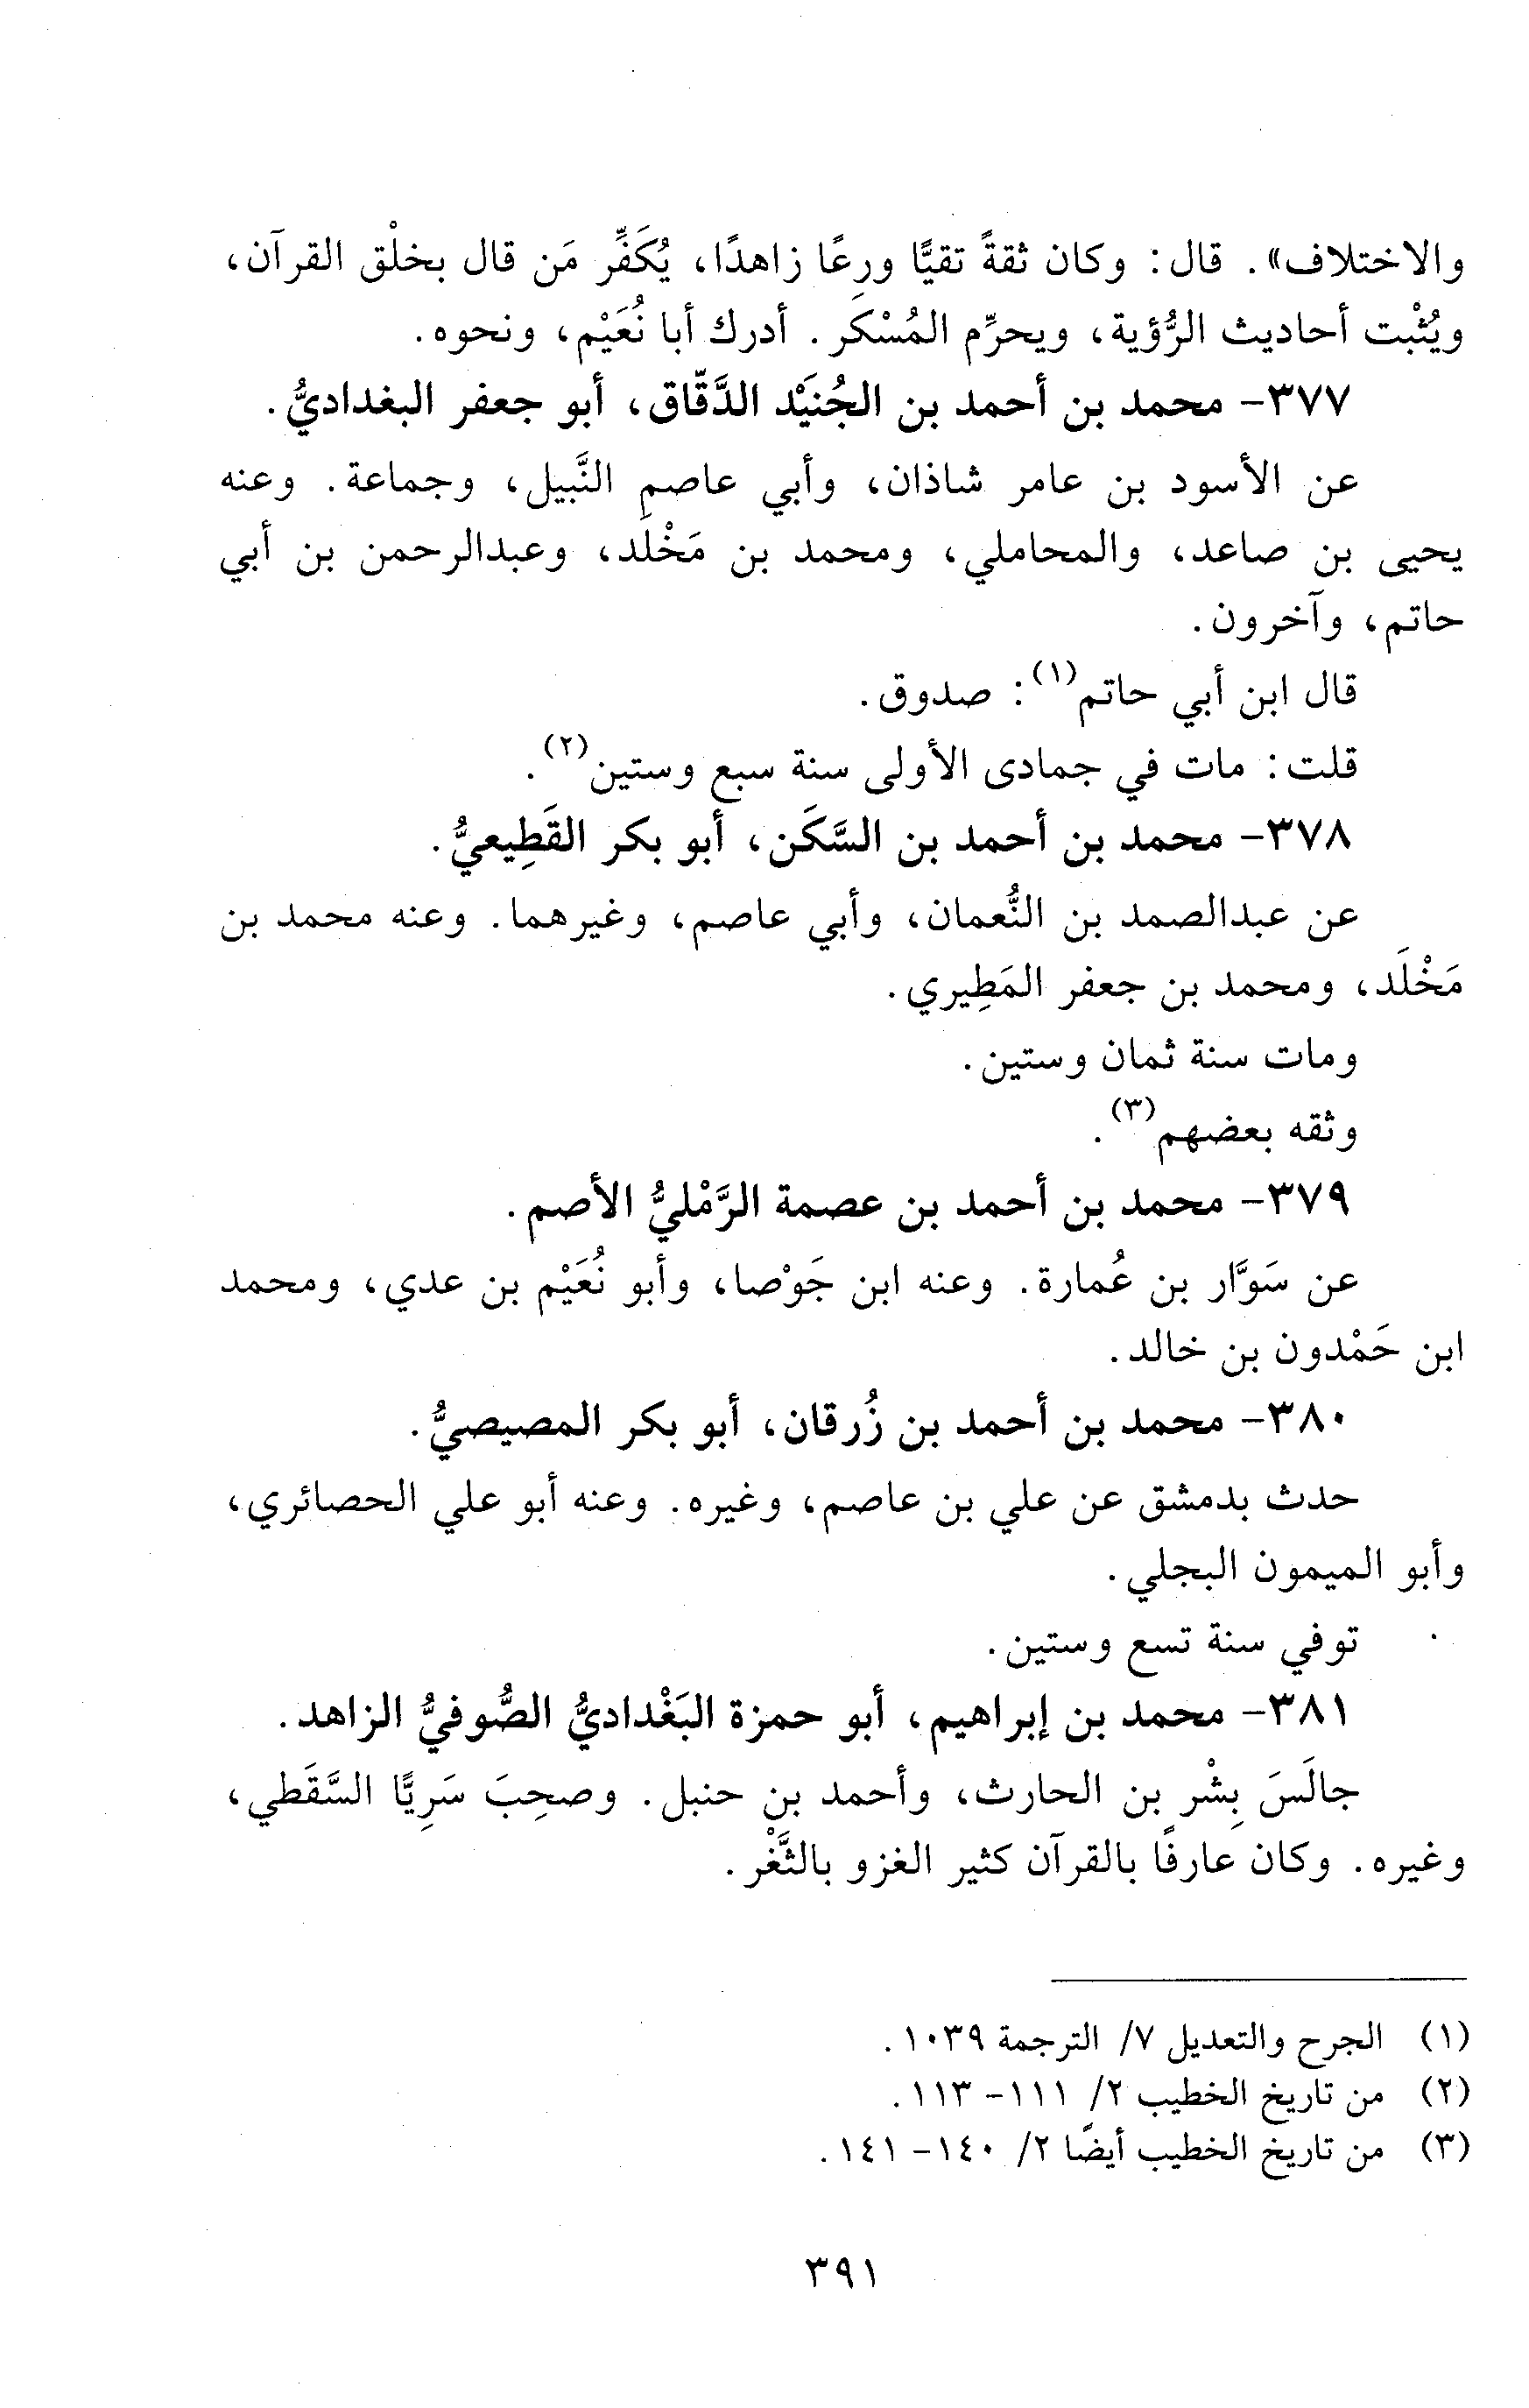 والاختلاف». قال: وكان ثقةً تقيًّا ورِعًا زاهدًا، يُكَفِّر مَن قال بخلْق القرآن،
ويُثْبت أحاديث الرُّؤية، ويحرِّم المُسْكَر. أدرك أبا نُعَيْم، ونحوه.
٣٧٧- محمد بن أحمد بن الجُنَيْد الدَّقّاق، أبو جعفر البغداديُّ.
عن الأسود بن عامر شاذان، وأبي عاصمٍ النَّبيل، وجماعة. وعنه
يحيى بن صاعد، والمحاملي، ومحمد بن مَخْلَد، وعبدالرحمن بن أبي
حاتم، وآخرون.
قال ابن أبي حاتم(١): صدوق.
قلت: مات في جمادى الأولى سنة سبع وستين(٢).
٣٧٨- محمد بن أحمد بن السَّكَن، أبو بكر القَطِيعيُّ.
عن عبدالصمد بن النُّعمان، وأبي عاصم، وغيرهما. وعنه محمد بن
مَخْلَد، ومحمد بن جعفر المَطِيري.
ومات سنة ثمان وستين.
وثقه بعضهم(٣).
٣٧٩- محمد بن أحمد بن عصمة الرَّمْليُّ الأصم.
عن سَوَّار بن عُمارة. وعنه ابن جَوْصا، وأبو نُعَيْم بن عدي، ومحمد
ابن حَمْدون بن خالد.
٣٨٠- محمد بن أحمد بن زُرقان، أبو بكر المصيصيُّ.
حدث بدمشق عن علي بن عاصم، وغيره. وعنه أبو علي الحصائري،
وأبو الميمون البجلي.
توفي سنة تسع وستين.
٣٨١- محمد بن إبراهيم، أبو حمزة البَغْداديُّ الصُّوفيُّ الزاهد.
جالَسَ بِشْر بن الحارث، وأحمد بن حنبل. وصحِبَ سَرِيًّا السَّقَطي،
وغيره. وكان عارفًا بالقرآن كثير الغزو بالثَّغْر.
(١) الجرح والتعديل ٧/ الترجمة ١٠٣٩.
(٢) من تاريخ الخطيب ٢/ ١١١- ١١٣.
(٣) من تاريخ الخطيب أيضًا ٢/ ١٤٠- ١٤١.
٣٩١